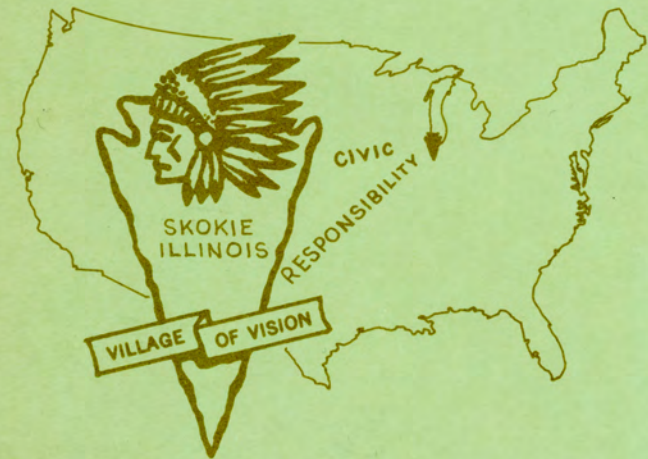 CIVIC
RESPONSIBILITY
SKOKIE
ILLINOIS
VILLAGE OF VISION